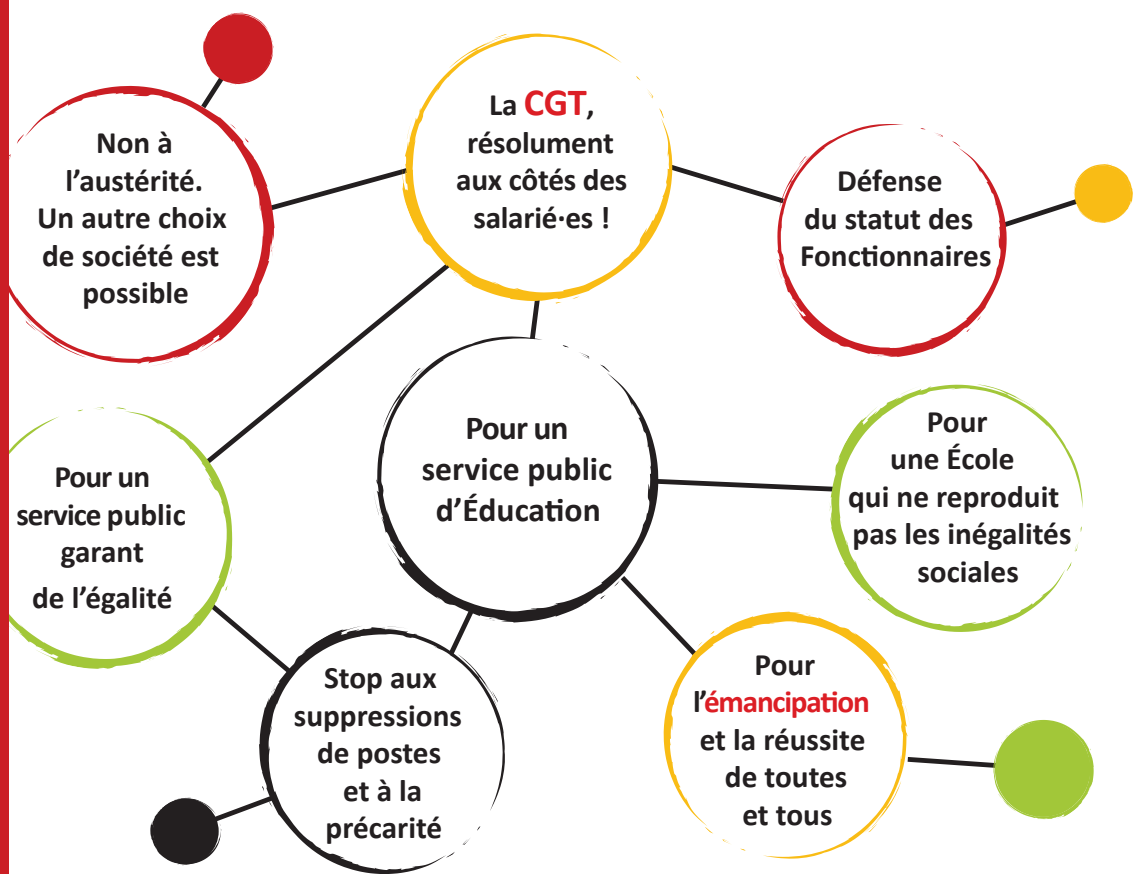 Non à
l'austérité.
Un autre choix
de société est
possible
La CGT,
résolument
aux côtés des
salarié·es !
Défense
du statut des
Fonctionnaires
Pour un
service public
garant
de l'égalité
Pour un
service public
d'Éducation
Pour
une École
qui ne reproduit
pas les inégalités
sociales
Stop aux
suppressions
de postes
et à la
précarité
Pour
l'émancipation
et la réussite
de toutes
et tous